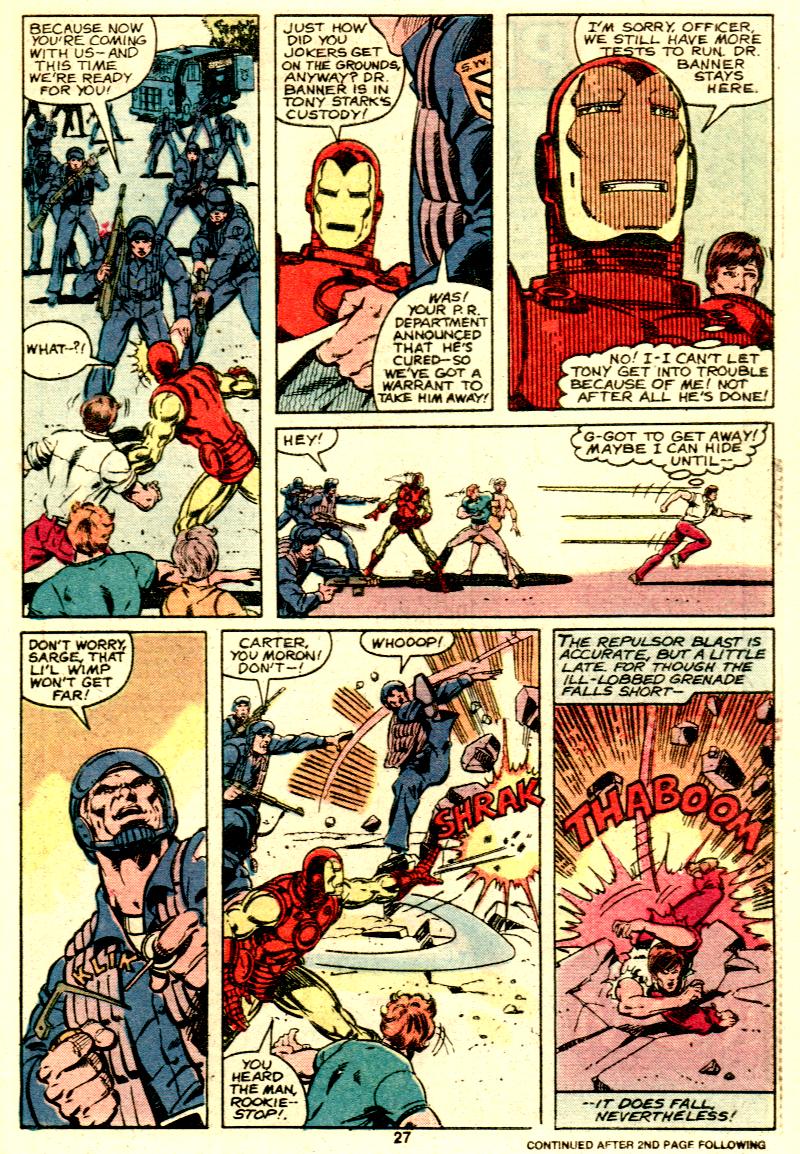 BECAUSE NOW
YOU'RE COMING
WITH US—AND
THIS TIME
WE'RE READY
FOR YOU!
WHAT--?!
JUST HOW
DID YOU
JOKERS GET
ON THE GROUNDS,
ANYWAY? DR.
BANNER IS IN
TONY STARK'S
CUSTODY!
S.W.
WAS!
YOUR P.R.
DEPARTMENT
ANNOUNCED
THAT HE'S
CURED—SO
WE'VE GOT A
WARRANT TO
TAKE HIM AWAY!
I'M SORRY, OFFICER,
WE STILL HAVE MORE
TESTS TO RUN. DR.
BANNER
STAYS
HERE.
NO! I-I CAN'T LET
TONY GET INTO TROUBLE
BECAUSE OF ME! NOT
AFTER ALL HE'S DONE!
HEY!
G-GOT TO GET AWAY!
MAYBE I CAN HIDE
UNTIL--
DON'T WORRY,
SARGE, THAT
LI'L WIMP
WON'T GET
FAR!
KLIK
CARTER,
YOU MORON!
DON'T—!
WHOOOP!
SHRAK
YOU
HEARD
THE MAN,
ROOKIE--
STOP!
THE REPULSOR BLAST IS
ACCURATE, BUT A LITTLE
LATE. FOR THOUGH THE
ILL-LOBBED GRENADE
FALLS SHORT—
THABOOM
--IT DOES FALL,
NEVERTHELESS!
27
CONTINUED AFTER 2ND PAGE FOLLOWING